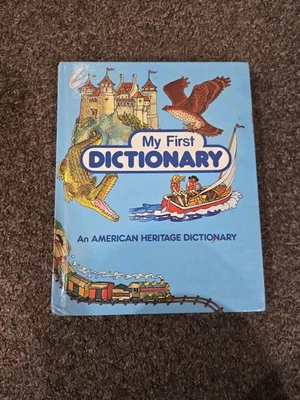 My First
DICTIONARY
An AMERICAN HERITAGE DICTIONARY